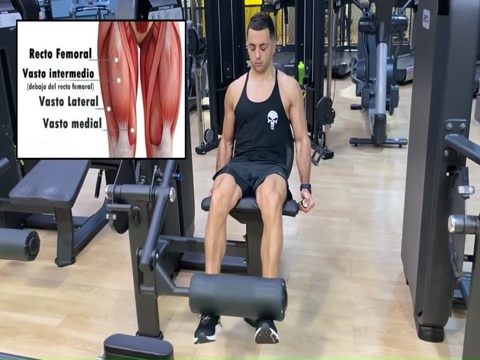 Recto Femoral
Vasto intermedio
(debajo del recto femoral)
Vasto Lateral
Vasto medial